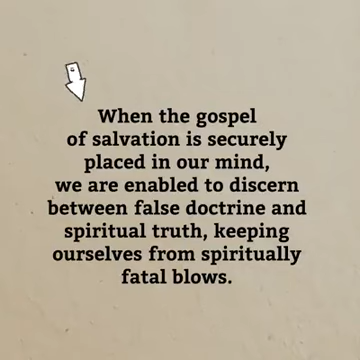 When the gospel
of salvation is securely
placed in our mind,
we are enabled to discern
between false doctrine and
spiritual truth, keeping
ourselves from spiritually
fatal blows.